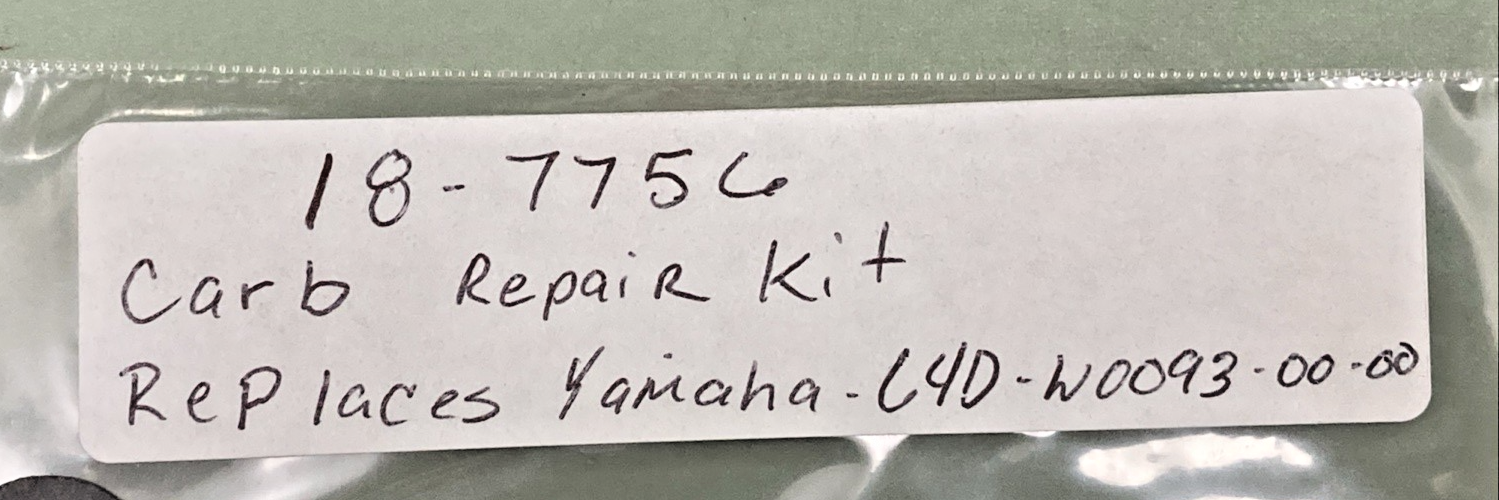 18-7756
Carb Repair Kit
Replaces Yamaha-64D-W0093-00-00